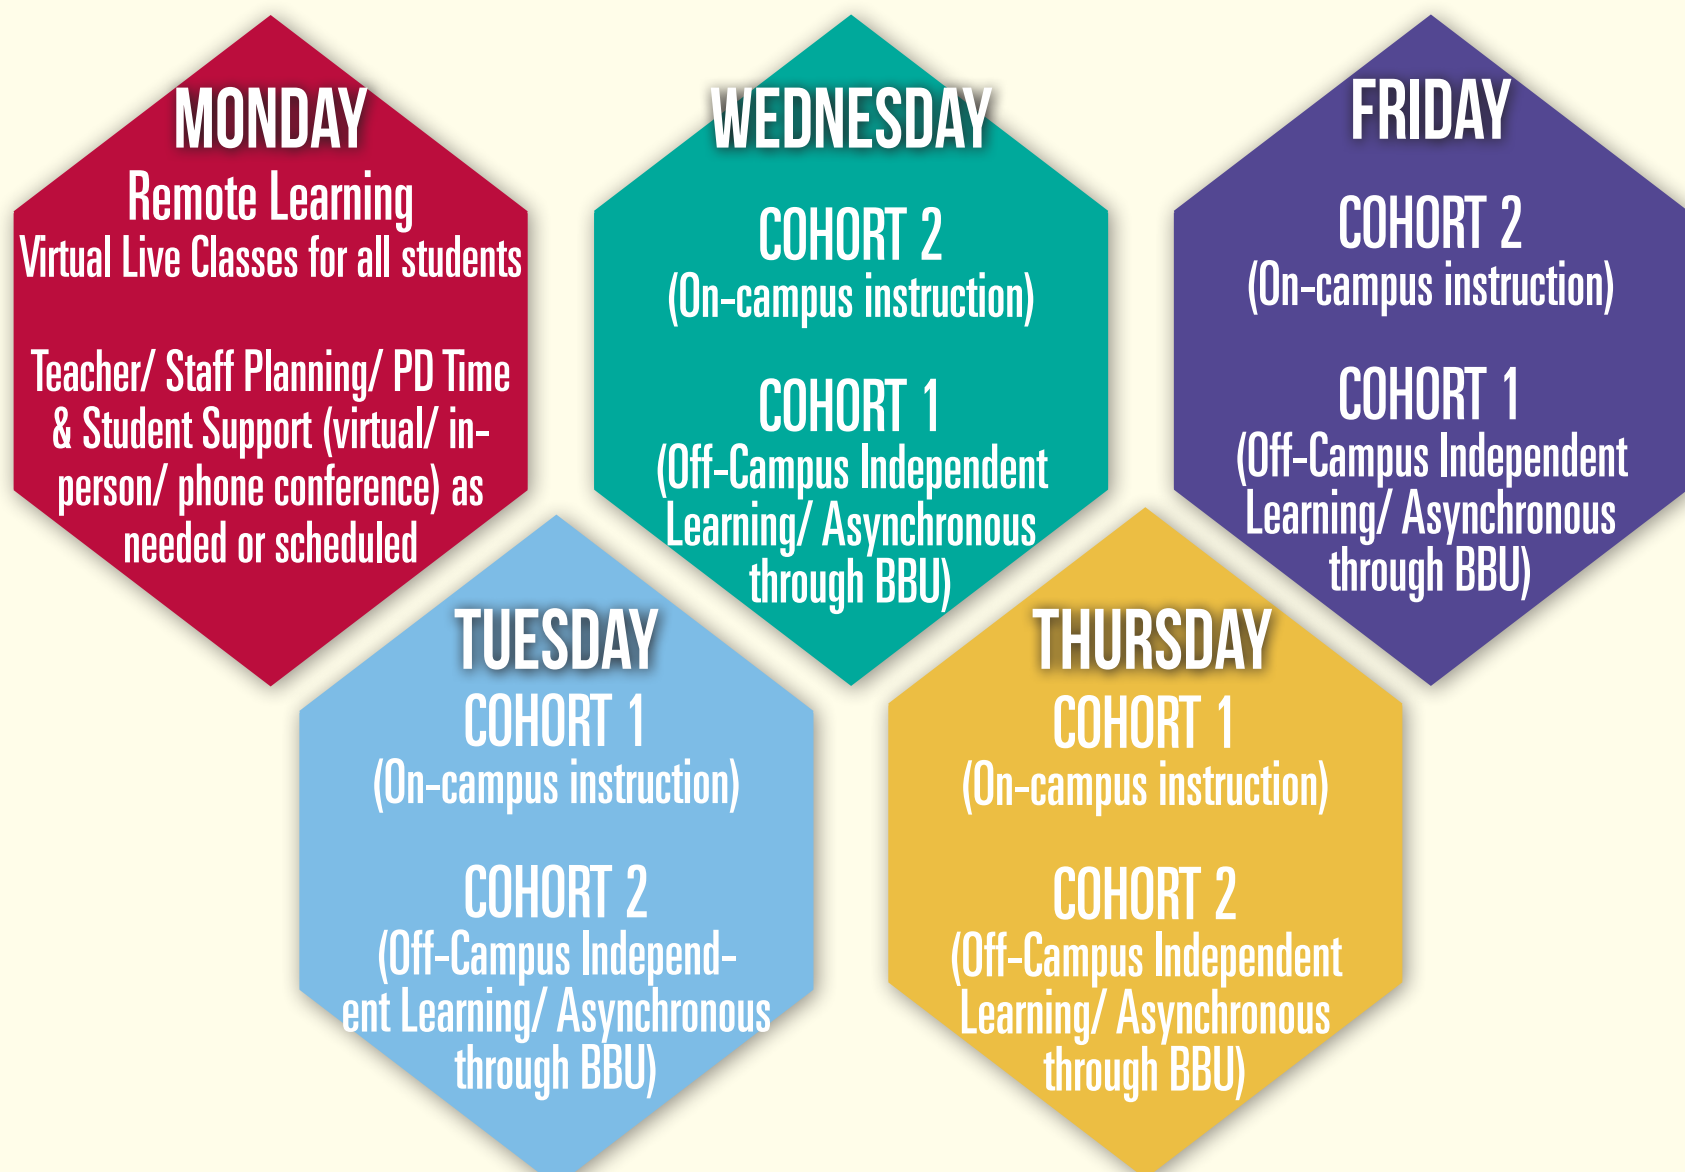 MONDAY
Remote Learning
Virtual Live Classes for all students
Teacher/ Staff Planning/ PD Time
& Student Support (virtual/ in-
person/ phone conference) as
needed or scheduled
TUESDAY
COHORT 1
(On-campus instruction)
COHORT 2
(Off-Campus Independ-
ent Learning/ Asynchronous
through BBU)
WEDNESDAY
COHORT 2
(On-campus instruction)
COHORT 1
(Off-Campus Independent
Learning/ Asynchronous
through BBU)
THURSDAY
COHORT 1
(On-campus instruction)
COHORT 2
(Off-Campus Independent
Learning/ Asynchronous
through BBU)
FRIDAY
COHORT 2
(On-campus instruction)
COHORT 1
(Off-Campus Independent
Learning/ Asynchronous
through BBU)